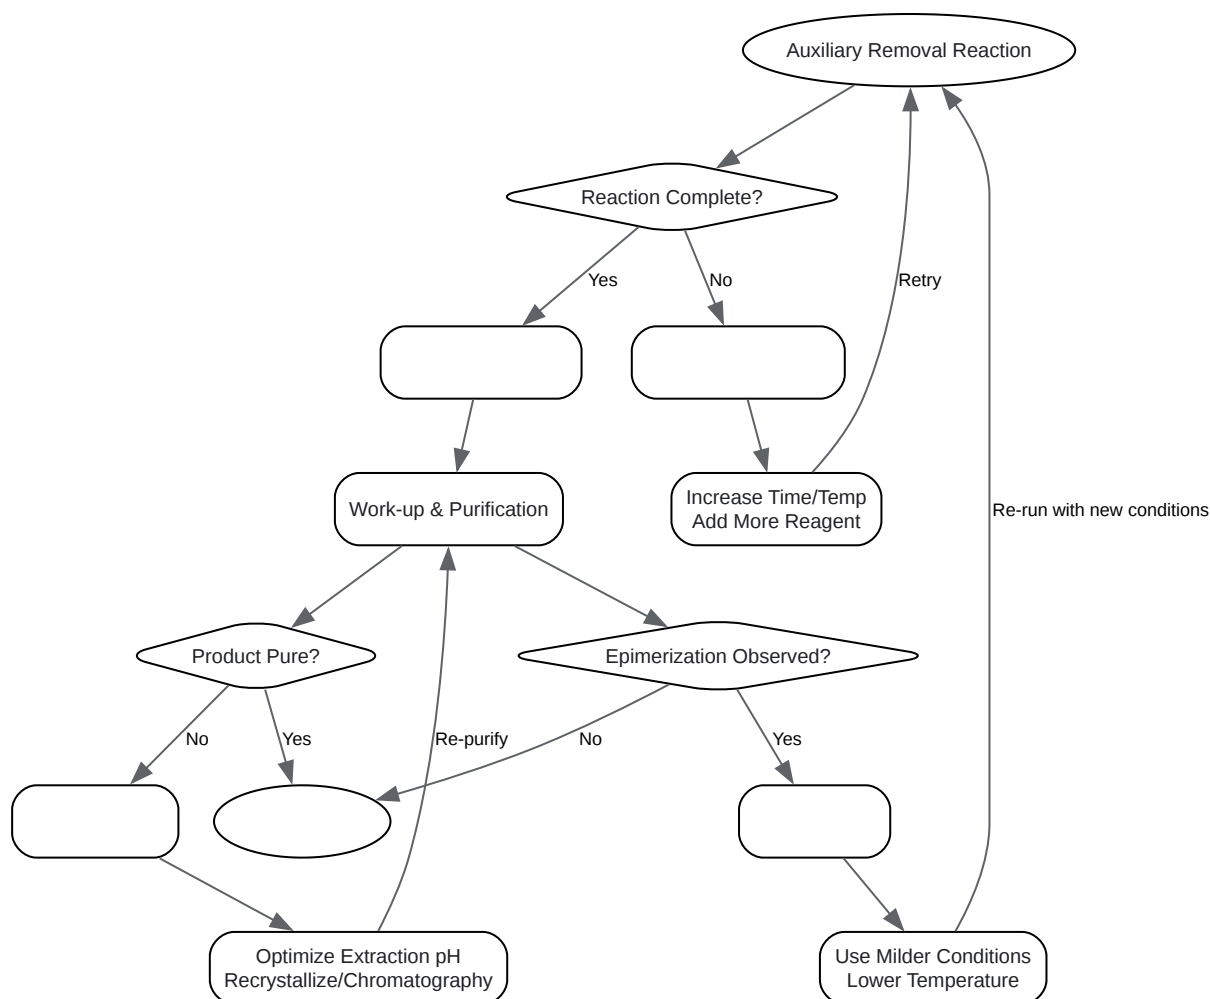 Auxiliary Removal Reaction
Reaction Complete?
Yes
No
Retry
Work-up & Purification
Increase Time/Temp
Add More Reagent
Re-run with new conditions
Product Pure?
Epimerization Observed?
No
Yes
Re-purify
No
Yes
Optimize Extraction pH
Recrystallize/Chromatography
Use Milder Conditions
Lower Temperature